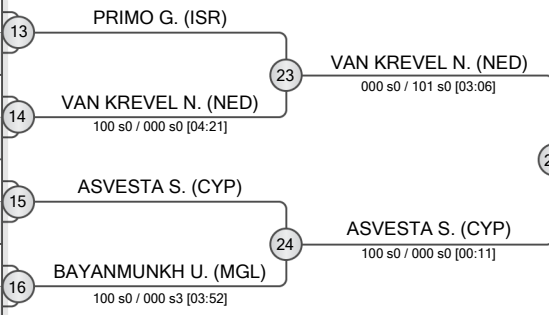 PRIMO G. (ISR)
13
23
VAN KREVEL N. (NED)
000 s0 / 101 s0 [03:06]
VAN KREVEL N. (NED)
14
100 s0 / 000 s0 [04:21]
ASVESTA S. (CYP)
15
24
ASVESTA S. (CYP)
100 s0 / 000 s0 [00:11]
BAYANMUNKH U. (MGL)
16
100 s0 / 000 s3 [03:52]